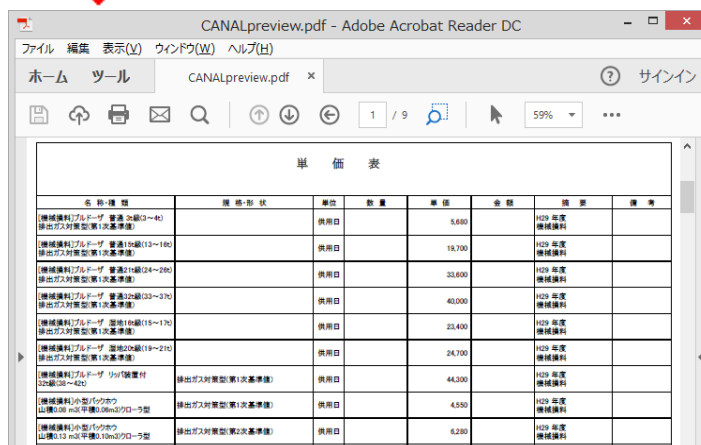 CANALpreview.pdf - Adobe Acrobat Reader DC
ファイル 編集 表示(V) ウィンドウ(W) ヘルプ(H)
ホーム ツール CANALpreview.pdf × サインイン
1 / 9 59%
単 価 表
名 称・種 類 規 格・形 状 単位 数 量 単 価 金 額 摘 要 備 考
[機械損料]ブルドーザ 普通 3t級(3～4t) H29 年度
排出ガス対策型(第1次基準値) 供用日 5,680 機械損料
[機械損料]ブルドーザ 普通15t級(13～16t) H29 年度
排出ガス対策型(第1次基準値) 供用日 19,700 機械損料
[機械損料]ブルドーザ 普通21t級(24～26t) H29 年度
排出ガス対策型(第1次基準値) 供用日 33,600 機械損料
[機械損料]ブルドーザ 普通32t級(33～37t) H29 年度
排出ガス対策型(第1次基準値) 供用日 40,000 機械損料
[機械損料]ブルドーザ 湿地16t級(15～17t) H29 年度
排出ガス対策型(第1次基準値) 供用日 23,400 機械損料
[機械損料]ブルドーザ 湿地20t級(19～21t) H29 年度
排出ガス対策型(第1次基準値) 供用日 24,700 機械損料
[機械損料]ブルドーザ リッパ装置付 H29 年度
32t級(38～42t) 排出ガス対策型(第1次基準値) 供用日 44,300 機械損料
[機械損料]小型バックホウ H29 年度
山積0.08 m3(平積0.06m3)クローラ型 排出ガス対策型(第1次基準値) 供用日 4,550 機械損料
[機械損料]小型バックホウ H29 年度
山積0.13 m3(平積0.10m3)クローラ型 排出ガス対策型(第2次基準値) 供用日 6,280 機械損料